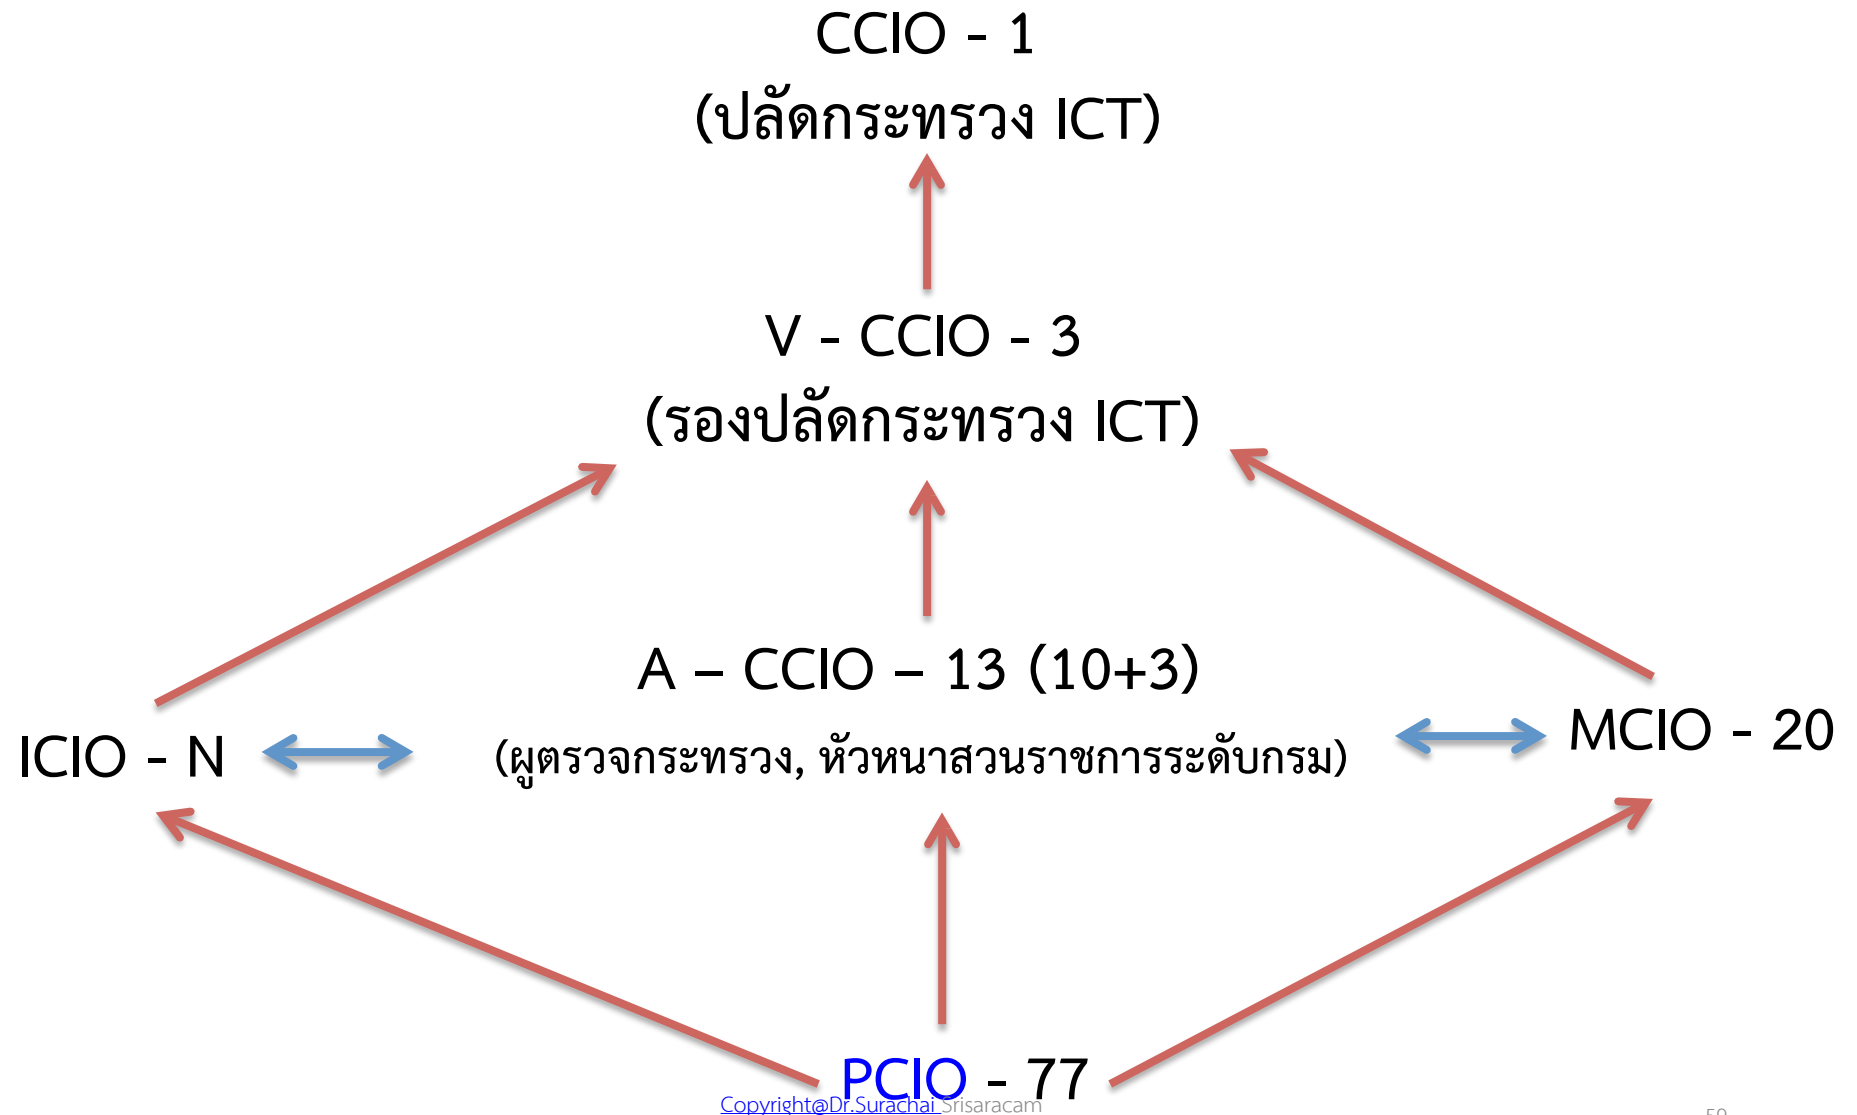 CCIO - 1
(ปลัดกระทรวง ICT)
V - CCIO - 3
(รองปลัดกระทรวง ICT)
A – CCIO – 13 (10+3)
(ผูตรวจกระทรวง, หัวหนาสวนราชการระดับกรม)
ICIO - N
MCIO - 20
PCIO - 77
Copyright@Dr.Surachai Srisaracam